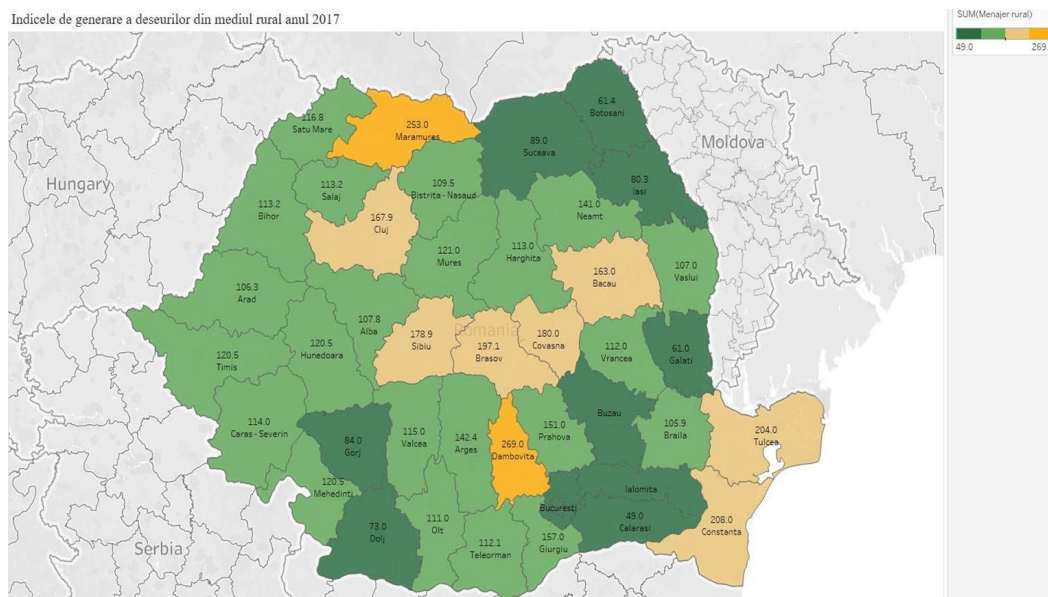 Indicele de generare a deseurilor din mediul rural anul 2017
SUM(Menajer rural)
49.0
269.
61.4
Botosani
116.8
Satu Mare
253.0
Maramures
89.0
Suceava
Moldova
Hungary
80.3
Iasi
113.2
Salaj
109.5
Bistrita - Nasaud
113.2
Bihor
141.0
Neamt
167.9
Cluj
121.0
Mures
113.0
Harghita
163.0
Bacau
107.0
Vaslui
106.3
Arad
107.8
Alba
178.9
Sibiu
Romania
197.1
Brasov
180.0
Covasna
120.5
Timis
120.5
Hunedoara
112.0
Vrancea
61.0
Galati
114.0
Caras - Severin
84.0
Gorj
115.0
Valcea
142.4
Arges
269.0
Dambovita
151.0
Prahova
Buzau
105.9
Braila
204.0
Tulcea
120.5
Mehedinti
Ialomita
Bucuresti
49.0
Calarasi
208.0
Constanta
73.0
Dolj
111.0
Olt
112.1
Teleorman
157.0
Giurgiu
Serbia